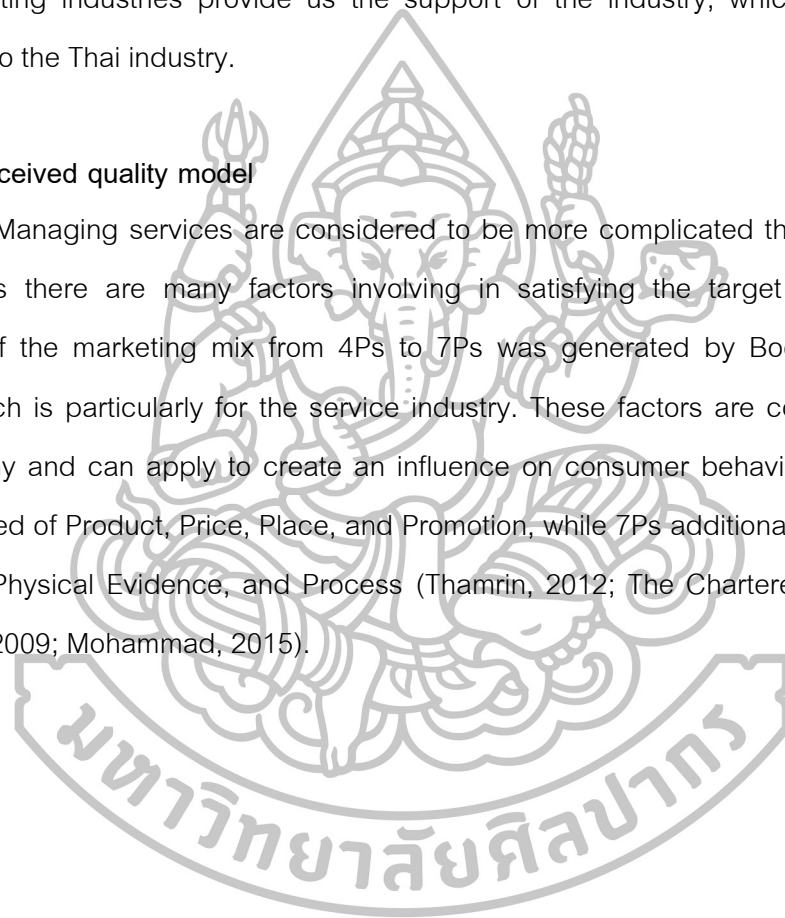 ting industries provide us the support of the industry, whic
o the Thai industry.
ceived quality model
Managing services are considered to be more complicated th
s there are many factors involving in satisfying the target
f the marketing mix from 4Ps to 7Ps was generated by Bo
ch is particularly for the service industry. These factors are c
y and can apply to create an influence on consumer behavi
ed of Product, Price, Place, and Promotion, while 7Ps additiona
Physical Evidence, and Process (Thamrin, 2012; The Chartere
2009; Mohammad, 2015).
มหาวิทยาลัยศิลปากร